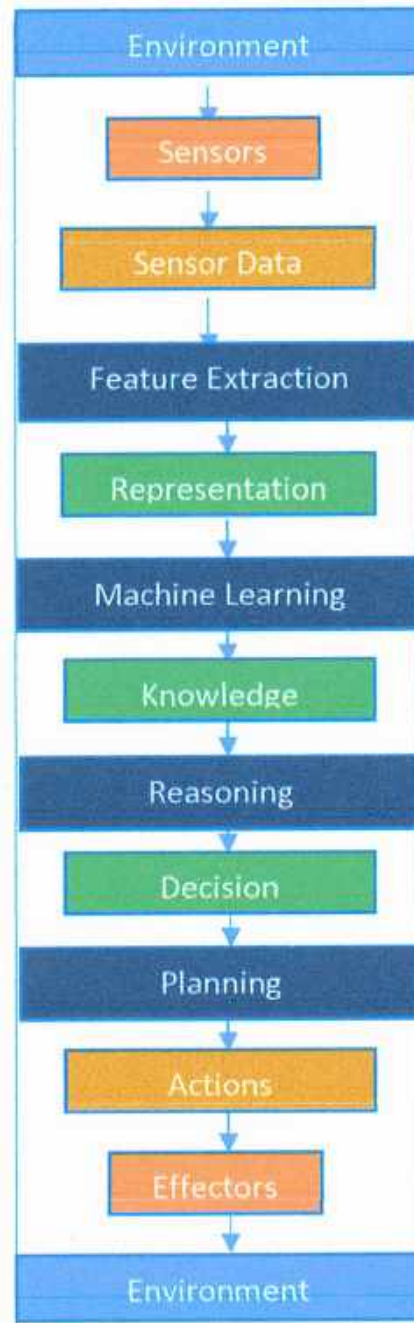 Environment
Sensors
Sensor Data
Feature Extraction
Representation
Machine Learning
Knowledge
Reasoning
Decision
Planning
Actions
Effectors
Environment